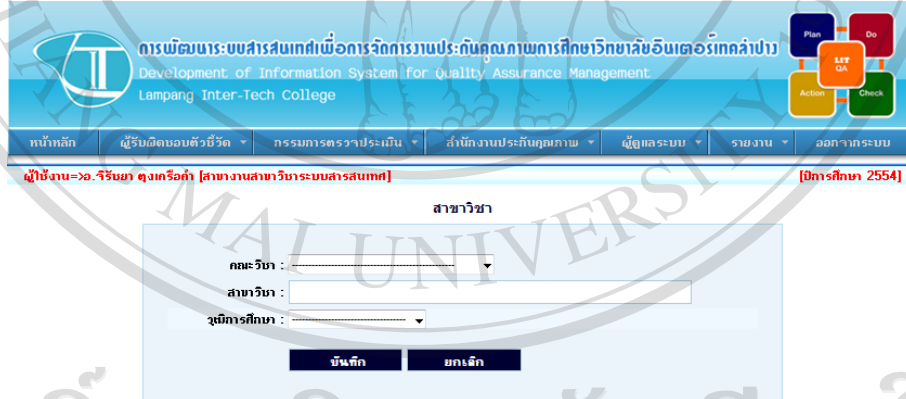 การพัฒนาระบบสารสนเทศเพื่อการจัดการงานประกันคุณภาพการศึกษาวิทยาลัยอินเตอร์เทคลำปาง
Development of Information System for Quality Assurance Management
Lampang Inter-Tech College
Plan Do
LIT
QA
Action Check
หน้าหลัก ผู้รับผิดชอบตัวชี้วัด กรรมการตรวจประเมิน สำนักงานประกันคุณภาพ ผู้ดูแลระบบ รายงาน ออกจากระบบ
ผู้ใช้งาน=>อ.จิรัชยา ตุงเครือคำ [สาขางานสาขาวิชาระบบสารสนเทศ] [ปีการศึกษา 2554]
สาขาวิชา
คณะวิชา :
สาขาวิชา :
วุฒิการศึกษา :
บันทึก ยกเลิก
MAI UNIVERSITY